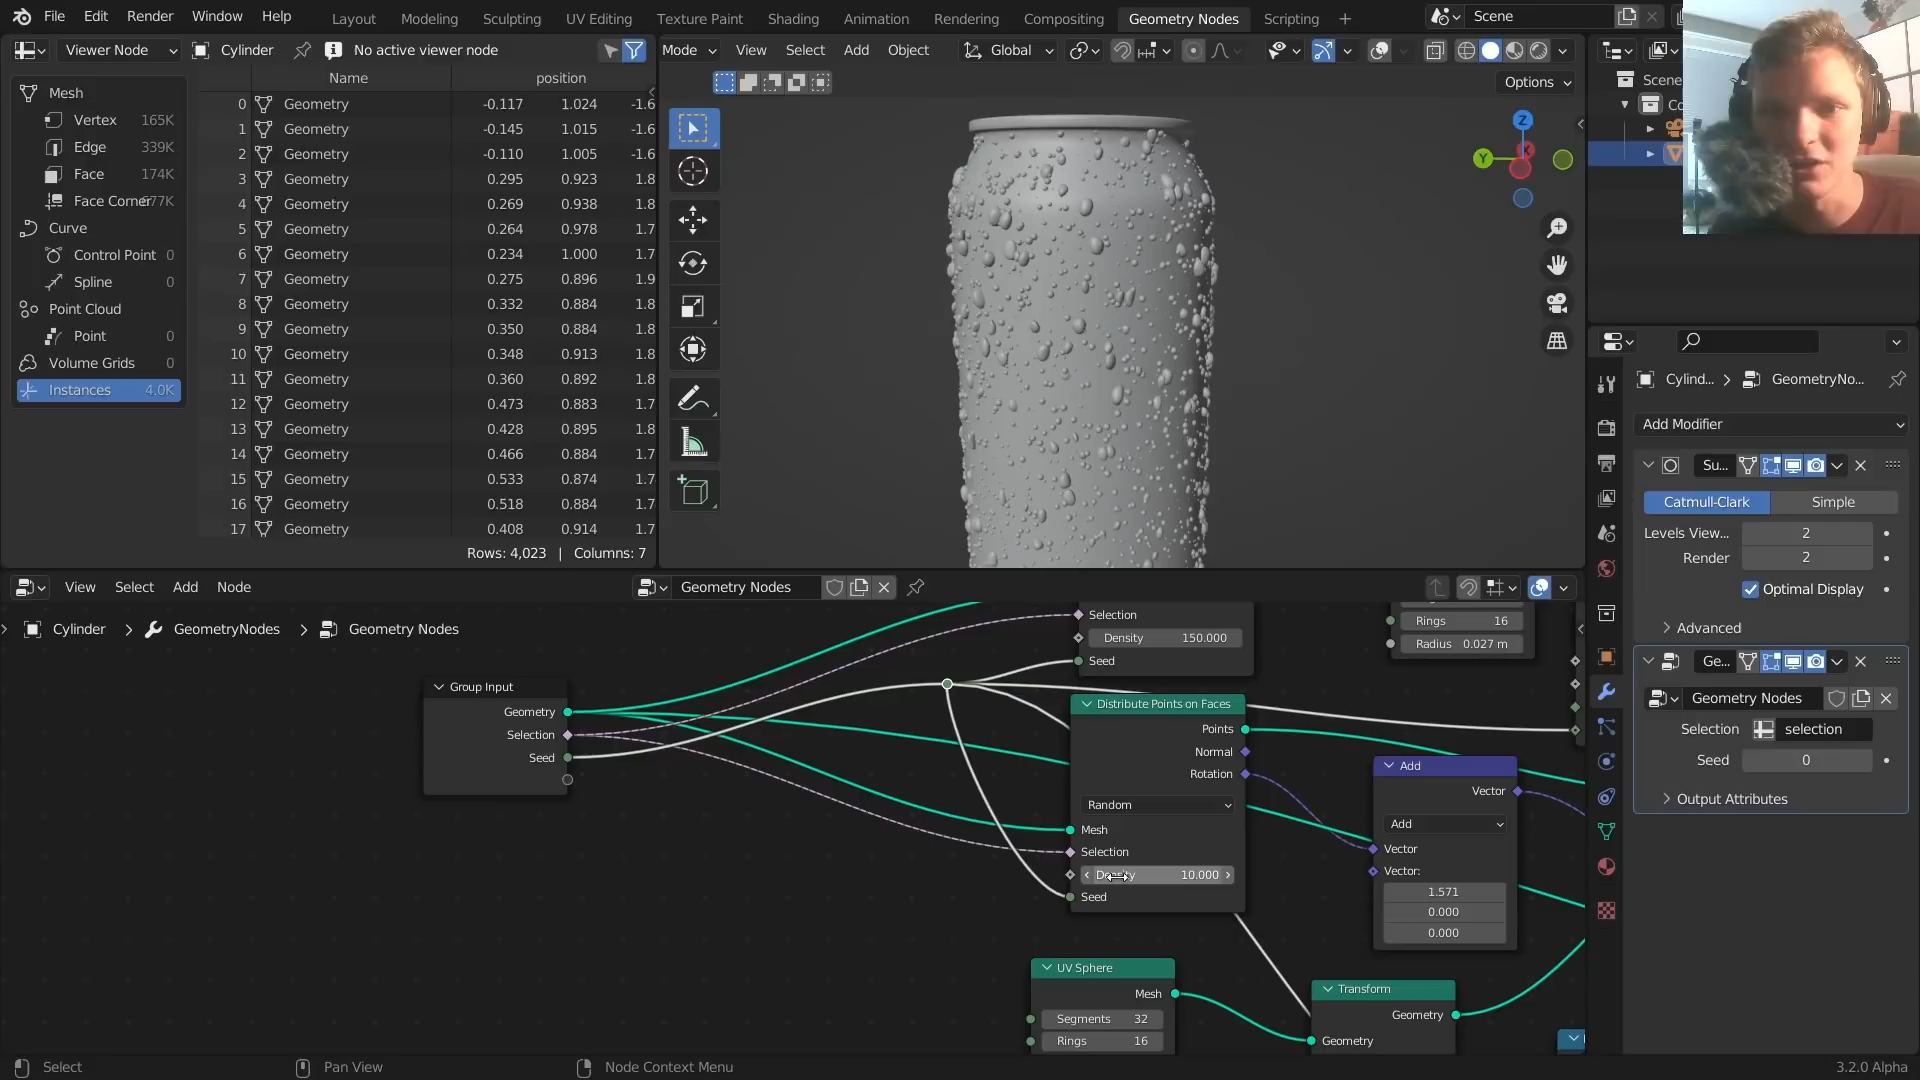 File Edit Render Window Help
Layout Modeling Sculpting UV Editing Texture Paint Shading Animation Rendering Compositing Geometry Nodes Scripting
Scene
Viewer Node Cylinder No active viewer node
Mode View Select Add Object Global
Options
Name position
Mesh
Vertex 165K
Edge 339K
Face 174K
Face Corner 677K
Curve
Control Point 0
Spline 0
Point Cloud
Point 0
Volume Grids 0
Instances 4.0K
0 Geometry -0.117 1.024 -1.6
1 Geometry -0.145 1.015 -1.6
2 Geometry -0.110 1.005 -1.6
3 Geometry 0.295 0.923 1.8
4 Geometry 0.269 0.938 1.8
5 Geometry 0.264 0.978 1.7
6 Geometry 0.234 1.000 1.7
7 Geometry 0.275 0.896 1.9
8 Geometry 0.332 0.884 1.8
9 Geometry 0.350 0.884 1.8
10 Geometry 0.348 0.913 1.8
11 Geometry 0.360 0.892 1.8
12 Geometry 0.473 0.883 1.7
13 Geometry 0.428 0.895 1.8
14 Geometry 0.466 0.884 1.7
15 Geometry 0.533 0.874 1.7
16 Geometry 0.518 0.884 1.7
17 Geometry 0.408 0.914 1.7
Rows: 4,023 | Columns: 7
Z
Y
Scene
Co
Cylind... > GeometryNo...
Add Modifier
Su...
Catmull-Clark Simple
Levels View... 2
Render 2
Optimal Display
Advanced
Ge...
Geometry Nodes
Selection selection
Seed 0
Output Attributes
View Select Add Node
Geometry Nodes
Cylinder > GeometryNodes > Geometry Nodes
Group Input
Geometry
Selection
Seed
Selection
Density 150.000
Seed
Rings 16
Radius 0.027 m
Distribute Points on Faces
Points
Normal
Rotation
Random
Mesh
Selection
Density 10.000
Seed
Add
Vector
Add
Vector
Vector:
1.571
0.000
0.000
UV Sphere
Mesh
Segments 32
Rings 16
Transform
Geometry
Geometry
Select Pan View Node Context Menu 3.2.0 Alpha